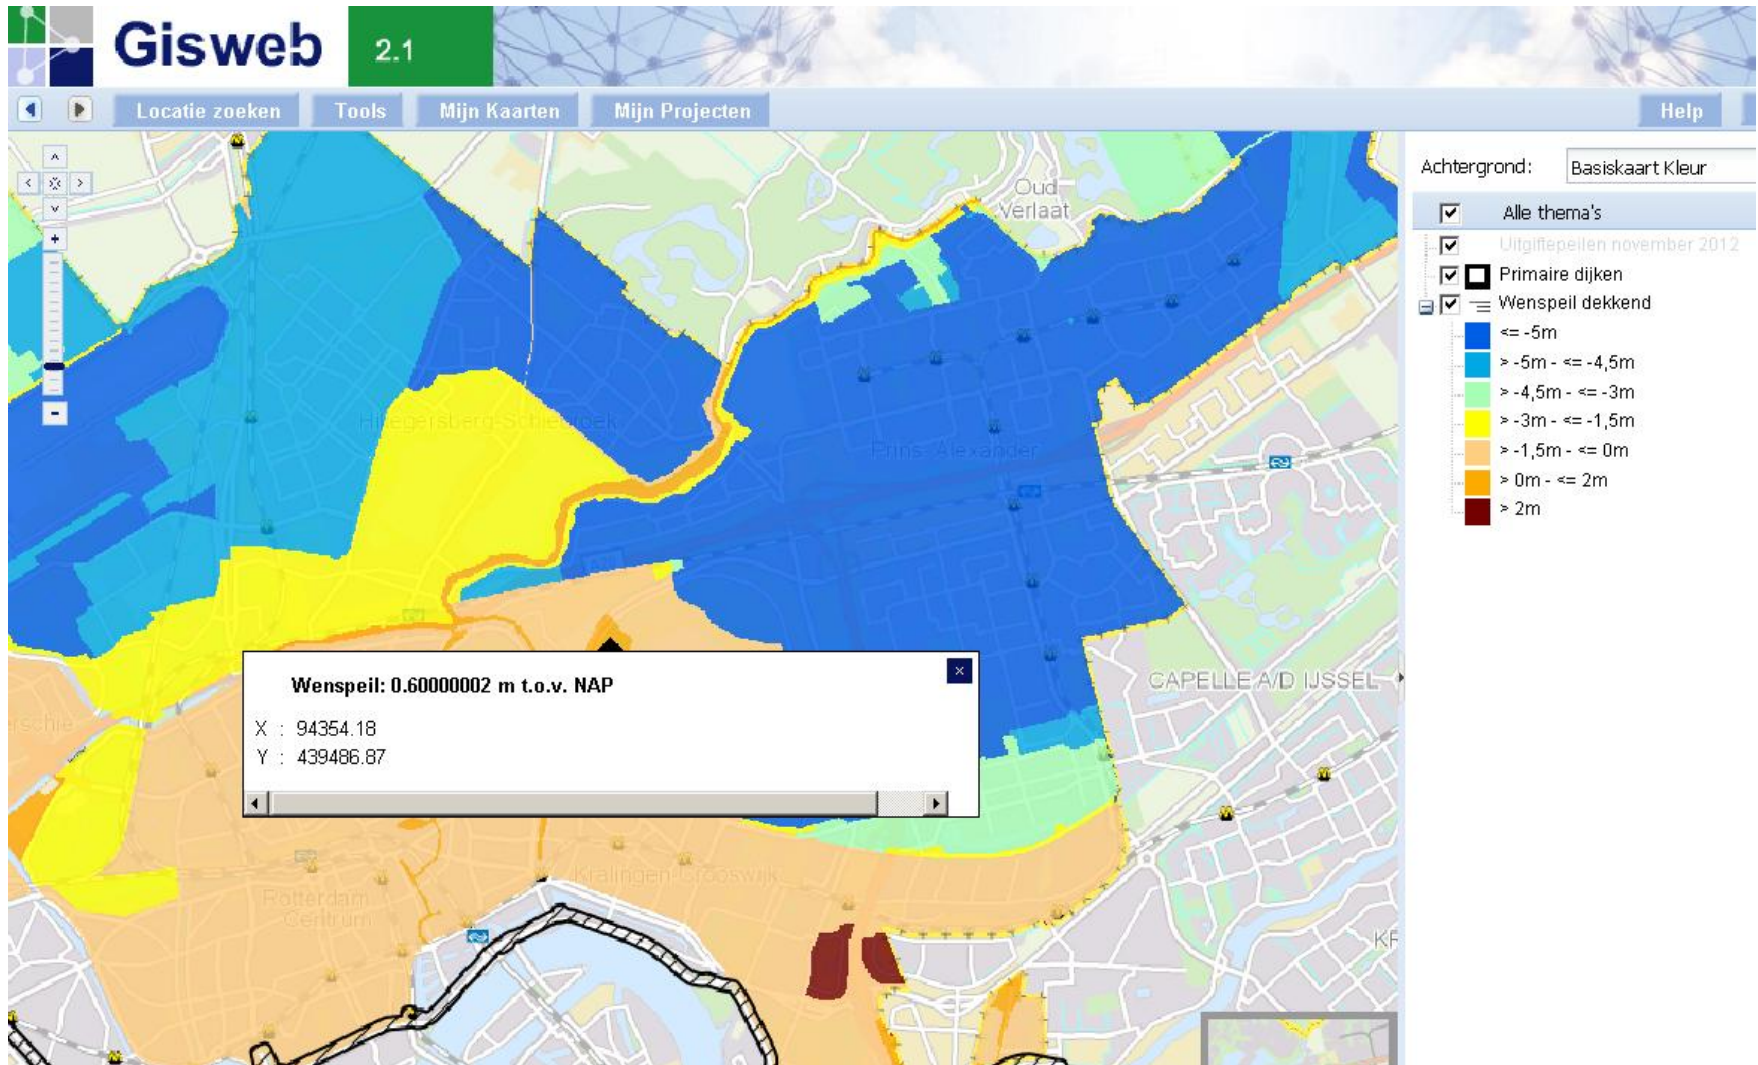 Gisweb 2.1
Locatie zoeken Tools Mijn Kaarten Mijn Projecten Help
Achtergrond: Basiskaart Kleur
Alle thema's
Uitgiftepeilen november 2012
Primaire dijken
Wenspeil dekkend
<= -5m
> -5m - <= -4,5m
> -4,5m - <= -3m
> -3m - <= -1,5m
> -1,5m - <= 0m
> 0m - <= 2m
> 2m
Oud
Verlaat
Hillegersberg-Schiebroek
Prins Alexander
CAPELLE A/D IJSSEL
Wenspeil: 0.60000002 m t.o.v. NAP
X : 94354.18
Y : 439486.87
Kralingen-Crooswijk
Rotterdam
Centrum